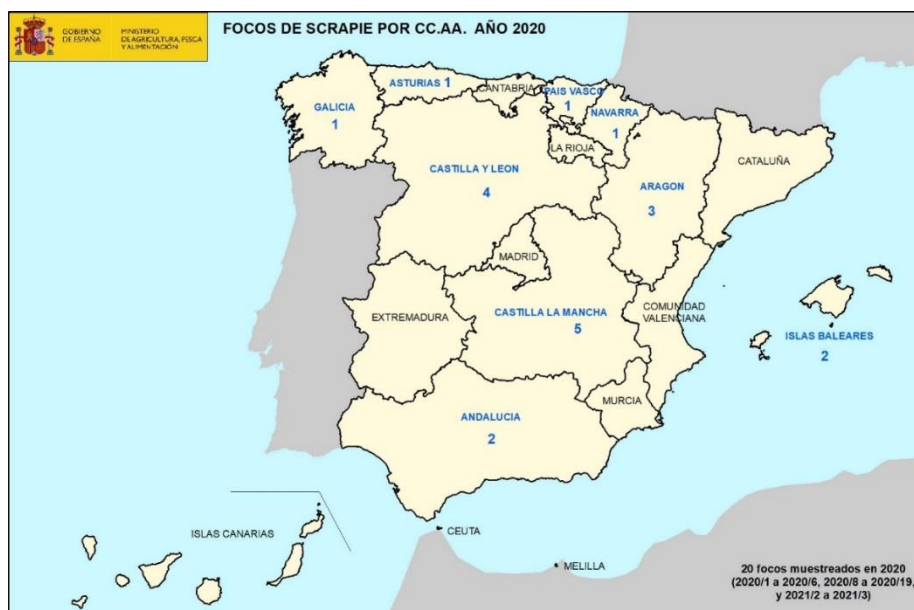 GOBIERNO
DE ESPAÑA
MINISTERIO
DE AGRICULTURA, PESCA
Y ALIMENTACIÓN
FOCOS DE SCRAPIE POR CC.AA. AÑO 2020
ASTURIAS 1
CANTABRIA
PAIS VASCO
1
GALICIA
1
NAVARRA
1
LA RIOJA
CATALUÑA
CASTILLA Y LEON
4
ARAGON
3
MADRID
EXTREMADURA
CASTILLA LA MANCHA
5
COMUNIDAD
VALENCIANA
ISLAS BALEARES
2
MURCIA
ANDALUCIA
2
ISLAS CANARIAS
CEUTA
MELILLA
20 focos muestreados en 2020
(2020/1 a 2020/6, 2020/8 a 2020/19,
y 2021/2 a 2021/3)